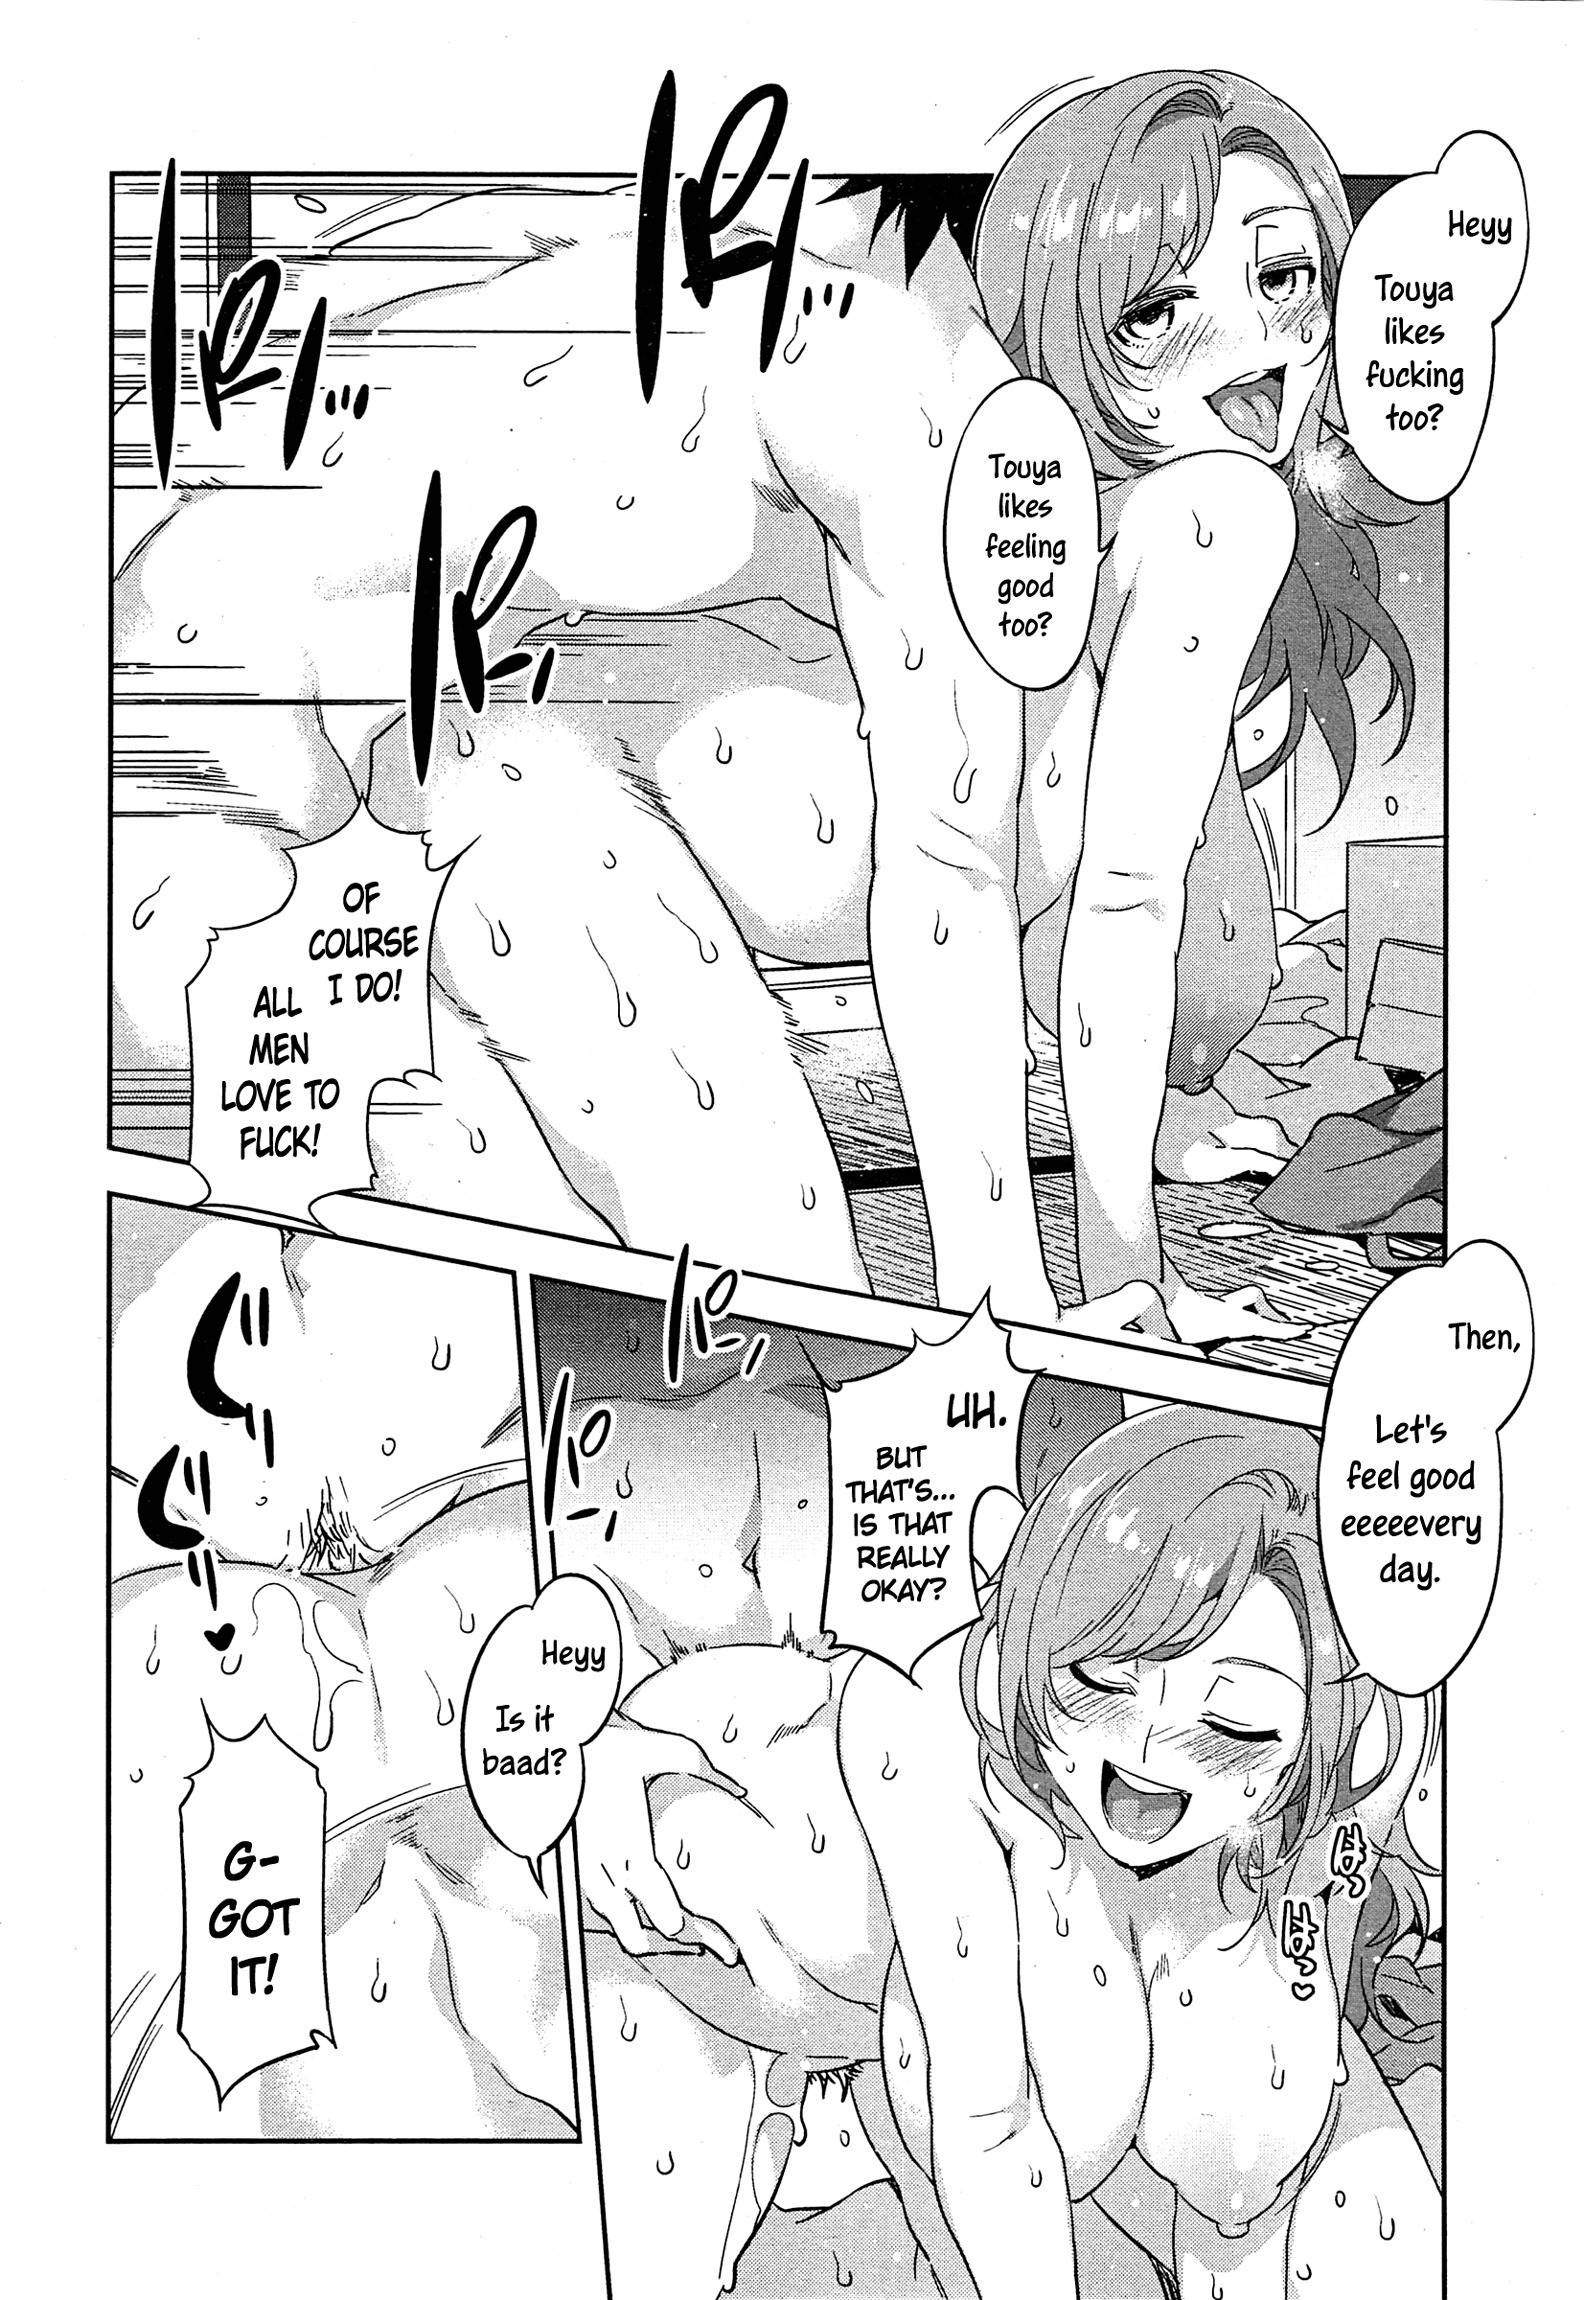 Heyy
Touya
likes
fucking
too?
Touya
likes
feeling
good
too?
OF
COURSE
I DO!
ALL
MEN
LOVE TO
FUCK!
Then,
Let's
feel good
eeeeevery
day.
UH.
BUT
THAT'S...
IS THAT
REALLY
OKAY?
Heyy
Is it
baad?
G-
GOT
IT!